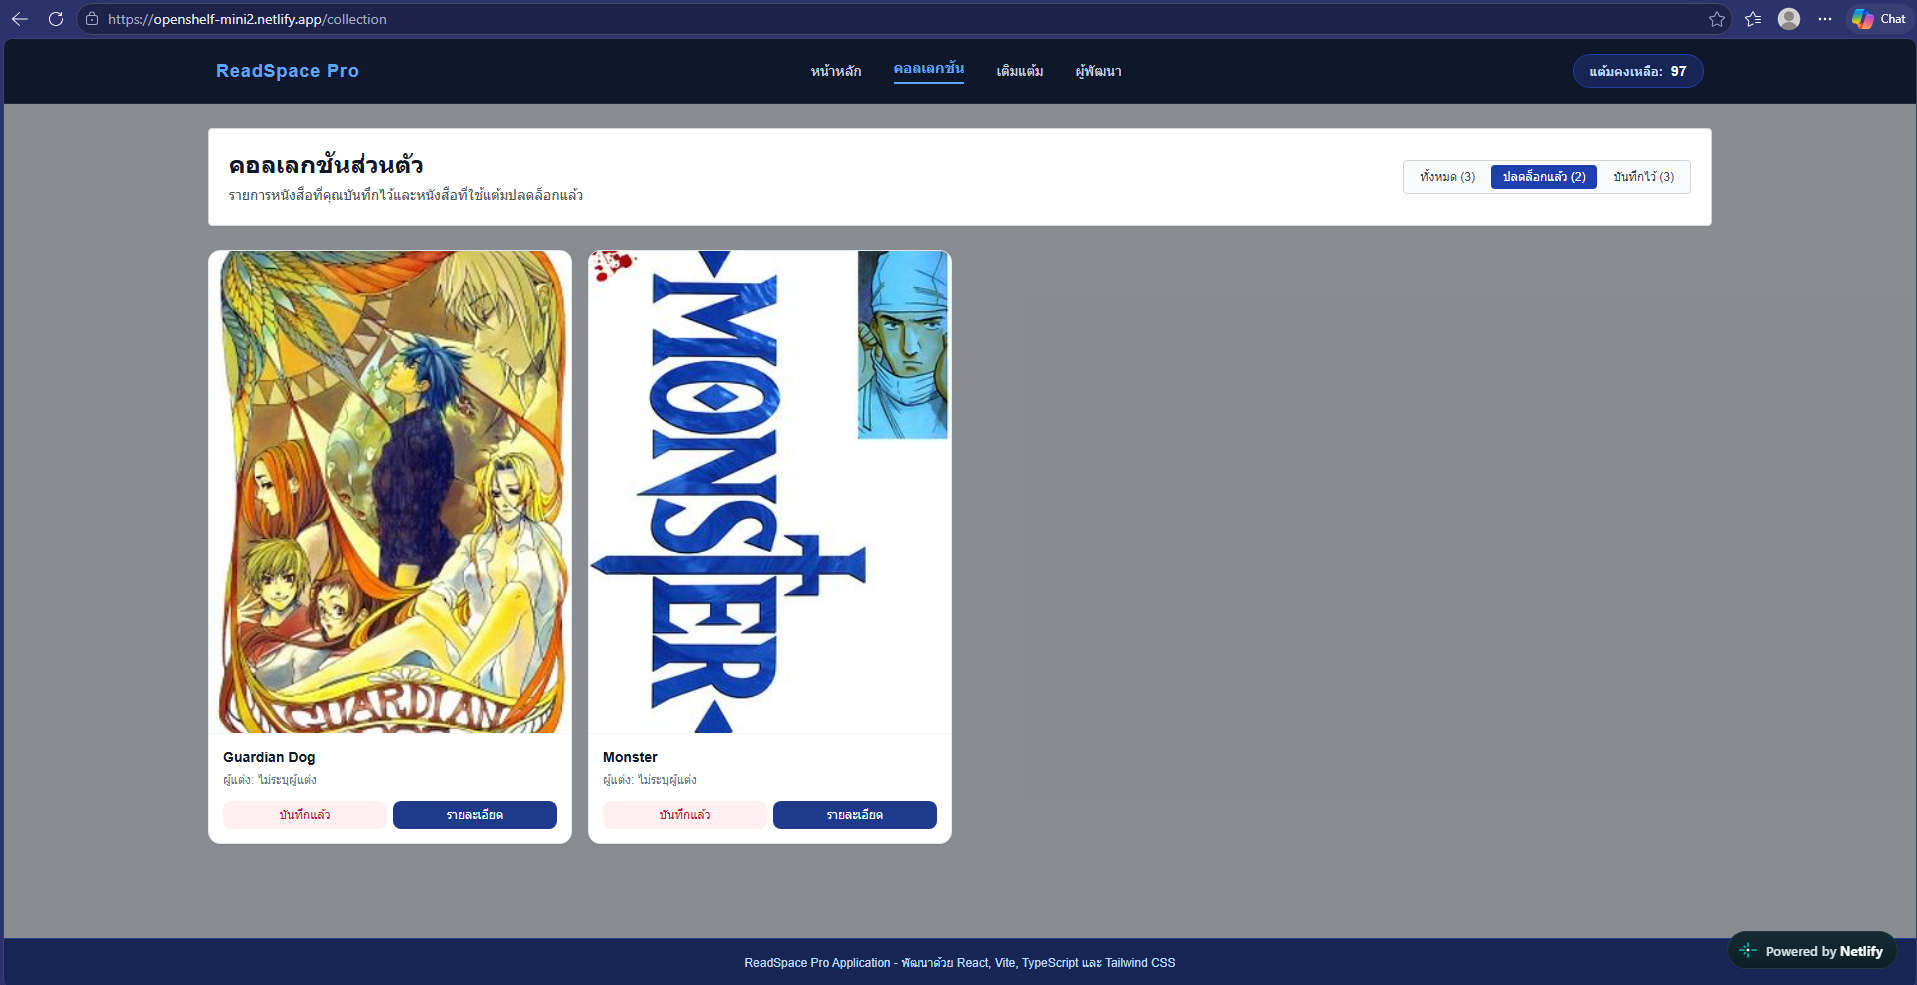 https://openshelf-mini2.netlify.app/collection
Chat
ReadSpace Pro
หน้าหลัก
คอลเลกชัน
เติมแต้ม
ผู้พัฒนา
แต้มคงเหลือ: 97
คอลเลกชันส่วนตัว
รายการหนังสือที่คุณบันทึกไว้และหนังสือที่ใช้แต้มปลดล็อกแล้ว
ทั้งหมด (3)
ปลดล็อกแล้ว (2)
บันทึกไว้ (3)
GUARDIAN
MONSTER
Guardian Dog
ผู้แต่ง: ไม่ระบุผู้แต่ง
บันทึกแล้ว
รายละเอียด
Monster
ผู้แต่ง: ไม่ระบุผู้แต่ง
บันทึกแล้ว
รายละเอียด
ReadSpace Pro Application - พัฒนาด้วย React, Vite, TypeScript และ Tailwind CSS
Powered by Netlify